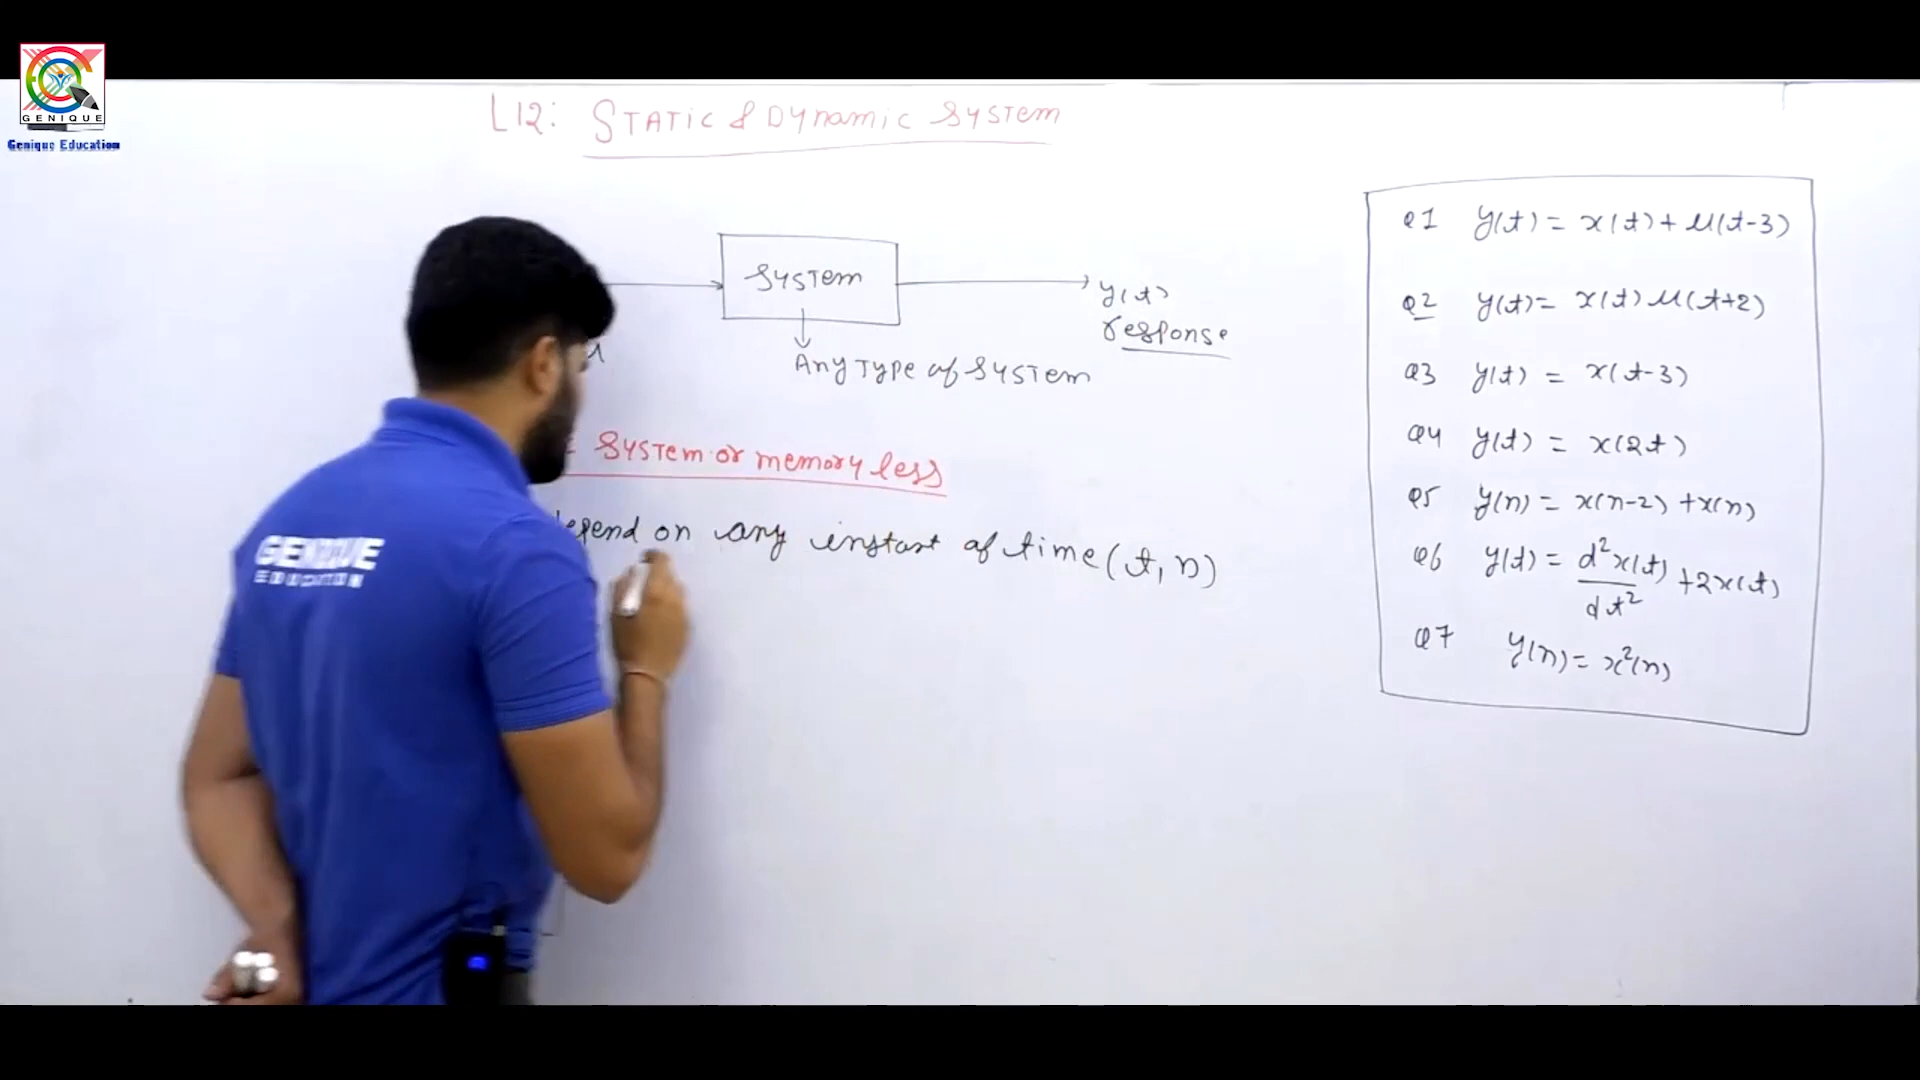 GENIQUE
Genique Education
L12: STATIC & DYNAMIC SYSTEM
SYSTEM
y(t)
response
Any Type of SYSTEM
SYSTEM or memory less
depend on any instant of time (t, n)
GENIQUE
EDUCATION
Q1 y(t) = x(t) + u(t-3)
Q2 y(t) = x(t) u(t+2)
Q3 y(t) = x(t-3)
Q4 y(t) = x(2t)
Q5 y(n) = x(n-2) + x(n)
Q6 y(t) = d²x(t)/dt² + 2x(t)
Q7 y(n) = x²(n)